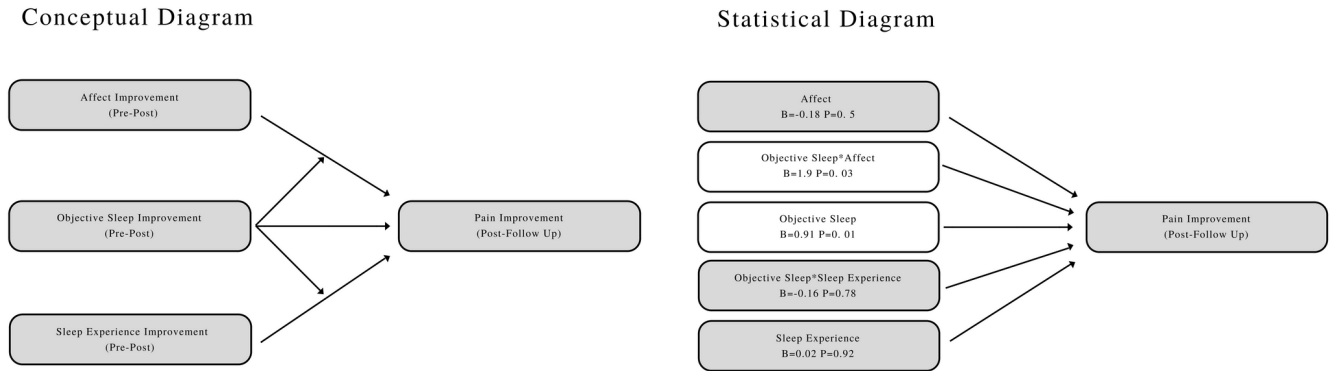 Conceptual Diagram
Affect Improvement
(Pre-Post)
Objective Sleep Improvement
(Pre-Post)
Sleep Experience Improvement
(Pre-Post)
Pain Improvement
(Post-Follow Up)
Statistical Diagram
Affect
B=-0.18 P=0. 5
Objective Sleep*Affect
B=1.9 P=0. 03
Objective Sleep
B=0.91 P=0. 01
Objective Sleep*Sleep Experience
B=-0.16 P=0.78
Sleep Experience
B=0.02 P=0.92
Pain Improvement
(Post-Follow Up)